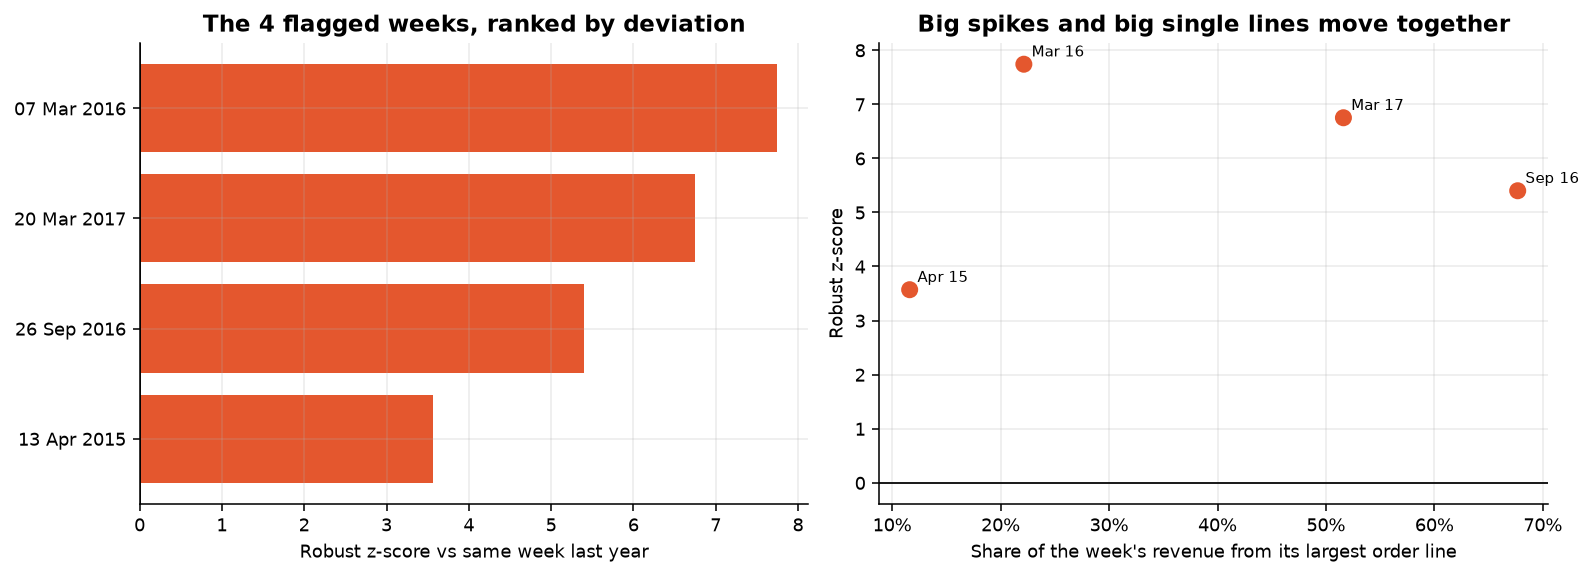 The 4 flagged weeks, ranked by deviation
07 Mar 2016
20 Mar 2017
26 Sep 2016
13 Apr 2015
0 1 2 3 4 5 6 7 8
Robust z-score vs same week last year
Big spikes and big single lines move together
8
7
6
5
4
3
2
1
0
Robust z-score
Mar 16
Mar 17
Sep 16
Apr 15
10% 20% 30% 40% 50% 60% 70%
Share of the week's revenue from its largest order line